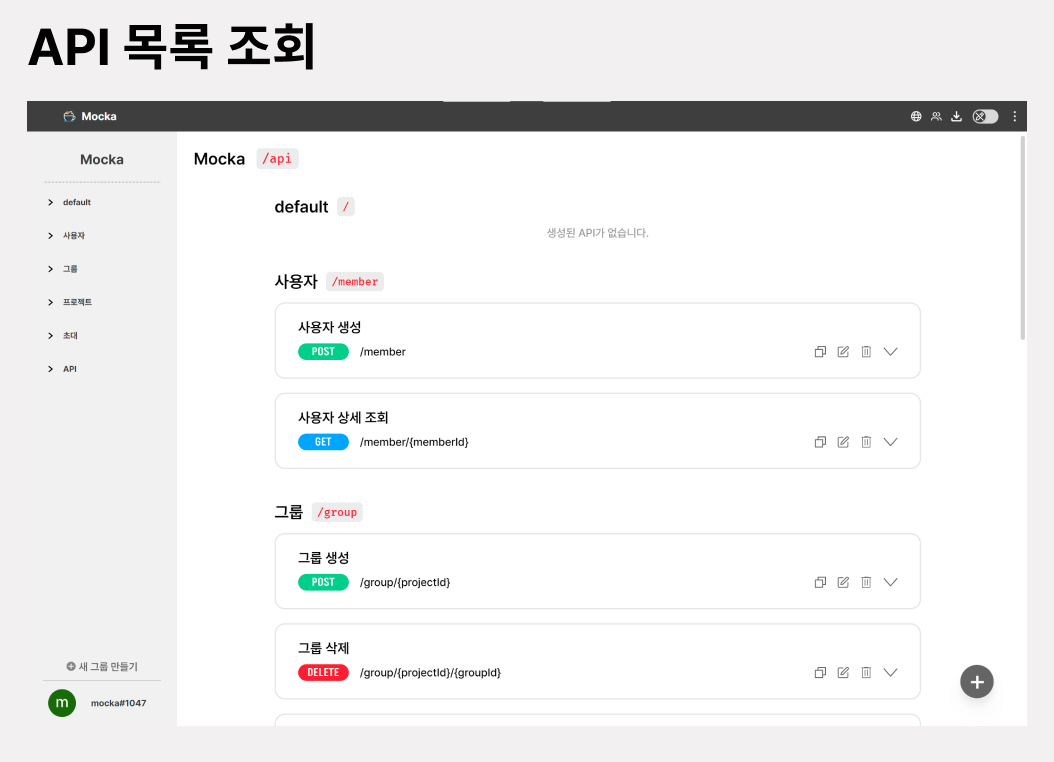 API 목록 조회
Mocka
Mocka
default
사용자
그룹
프로젝트
초대
API
새 그룹 만들기
m mocka#1047
Mocka /api
default /
생성된 API가 없습니다.
사용자 /member
사용자 생성
POST /member
사용자 상세 조회
GET /member/{memberId}
그룹 /group
그룹 생성
POST /group/{projectId}
그룹 삭제
DELETE /group/{projectId}/{groupId}